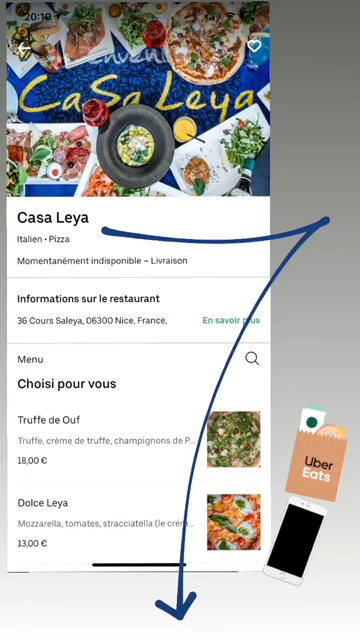 20:10
CaSa Leya
Casa Leya
Italien • Pizza
Momentanément indisponible – Livraison
Informations sur le restaurant
36 Cours Saleya, 06300 Nice, France,
En savoir plus
Menu
Choisi pour vous
Truffe de Ouf
Truffe, crème de truffe, champignons de P...
18,00 €
Dolce Leya
Mozzarella, tomates, stracciatella (le crém...
13,00 €
Uber
Eats